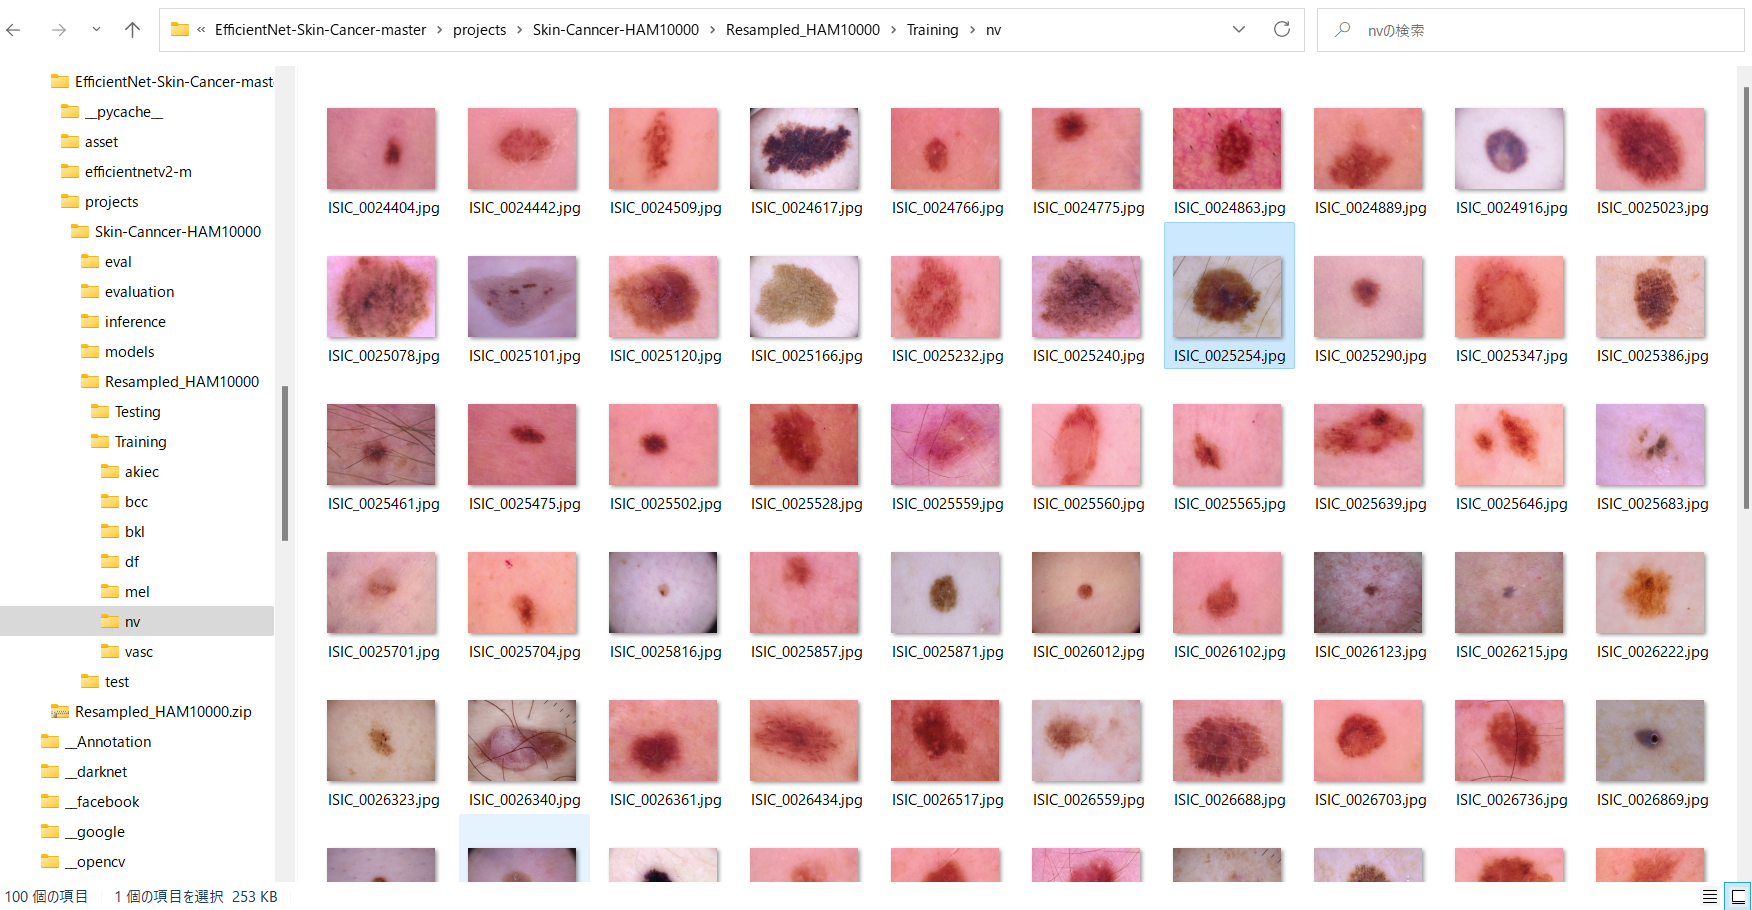 « EfficientNet-Skin-Cancer-master › projects › Skin-Canncer-HAM10000 › Resampled_HAM10000 › Training › nv
nvの検索
EfficientNet-Skin-Cancer-mast
__pycache__
asset
efficientnetv2-m
projects
Skin-Canncer-HAM10000
eval
evaluation
inference
models
Resampled_HAM10000
Testing
Training
akiec
bcc
bkl
df
mel
nv
vasc
test
Resampled_HAM10000.zip
__Annotation
__darknet
__facebook
__google
__opencv
ISIC_0024404.jpg ISIC_0024442.jpg ISIC_0024509.jpg ISIC_0024617.jpg ISIC_0024766.jpg ISIC_0024775.jpg ISIC_0024863.jpg ISIC_0024889.jpg ISIC_0024916.jpg ISIC_0025023.jpg
ISIC_0025078.jpg ISIC_0025101.jpg ISIC_0025120.jpg ISIC_0025166.jpg ISIC_0025232.jpg ISIC_0025240.jpg ISIC_0025254.jpg ISIC_0025290.jpg ISIC_0025347.jpg ISIC_0025386.jpg
ISIC_0025461.jpg ISIC_0025475.jpg ISIC_0025502.jpg ISIC_0025528.jpg ISIC_0025559.jpg ISIC_0025560.jpg ISIC_0025565.jpg ISIC_0025639.jpg ISIC_0025646.jpg ISIC_0025683.jpg
ISIC_0025701.jpg ISIC_0025704.jpg ISIC_0025816.jpg ISIC_0025857.jpg ISIC_0025871.jpg ISIC_0026012.jpg ISIC_0026102.jpg ISIC_0026123.jpg ISIC_0026215.jpg ISIC_0026222.jpg
ISIC_0026323.jpg ISIC_0026340.jpg ISIC_0026361.jpg ISIC_0026434.jpg ISIC_0026517.jpg ISIC_0026559.jpg ISIC_0026688.jpg ISIC_0026703.jpg ISIC_0026736.jpg ISIC_0026869.jpg
100 個の項目 1 個の項目を選択 253 KB